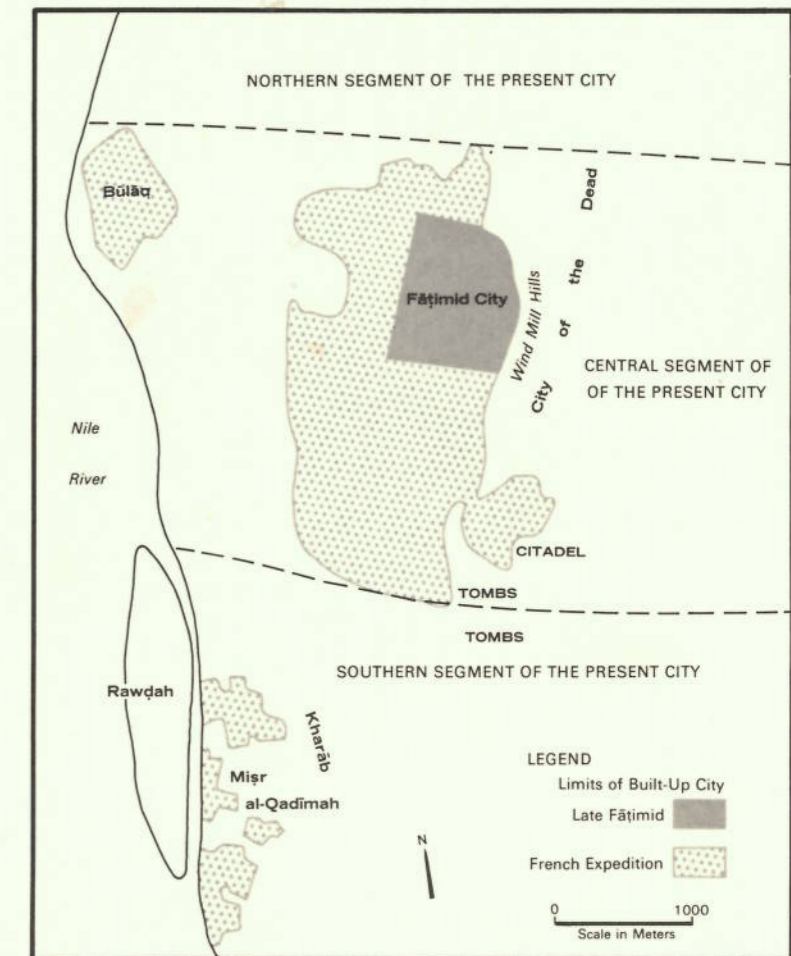 NORTHERN SEGMENT OF THE PRESENT CITY
Būlāq
Fāṭimid City
Wind Mill Hills
City of the Dead
CENTRAL SEGMENT OF
OF THE PRESENT CITY
Nile
River
CITADEL
TOMBS
TOMBS
SOUTHERN SEGMENT OF THE PRESENT CITY
Rawḍah
Kharāb
Miṣr
al-Qadīmah
LEGEND
Limits of Built-Up City
Late Fāṭimid
French Expedition
N
0 1000
Scale in Meters